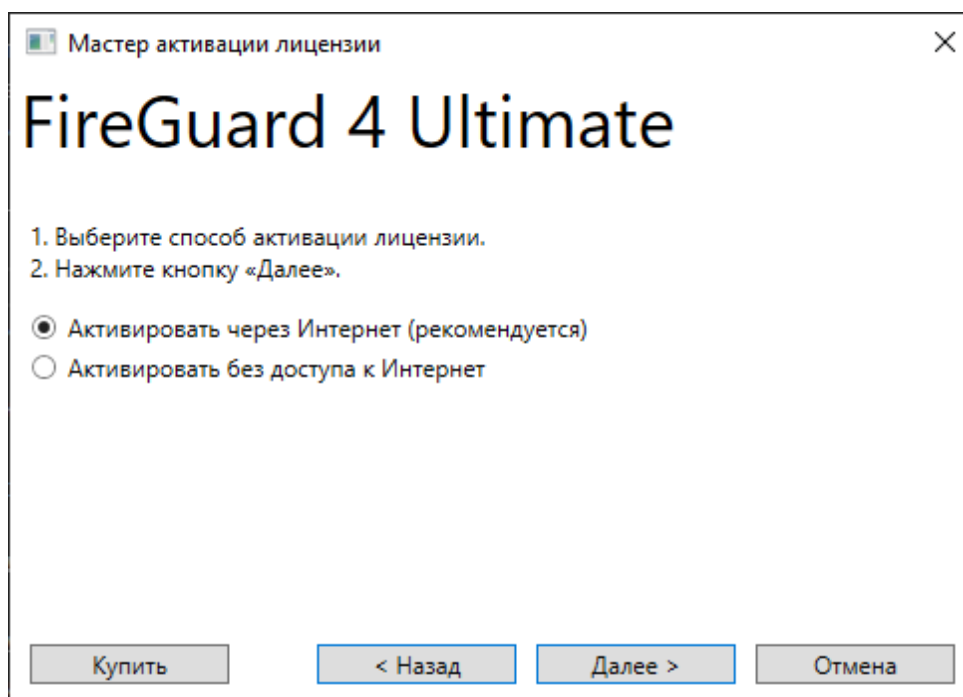 Мастер активации лицензии
FireGuard 4 Ultimate
1. Выберите способ активации лицензии.
2. Нажмите кнопку «Далее».
Активировать через Интернет (рекомендуется)
Активировать без доступа к Интернет
Купить
< Назад
Далее >
Отмена